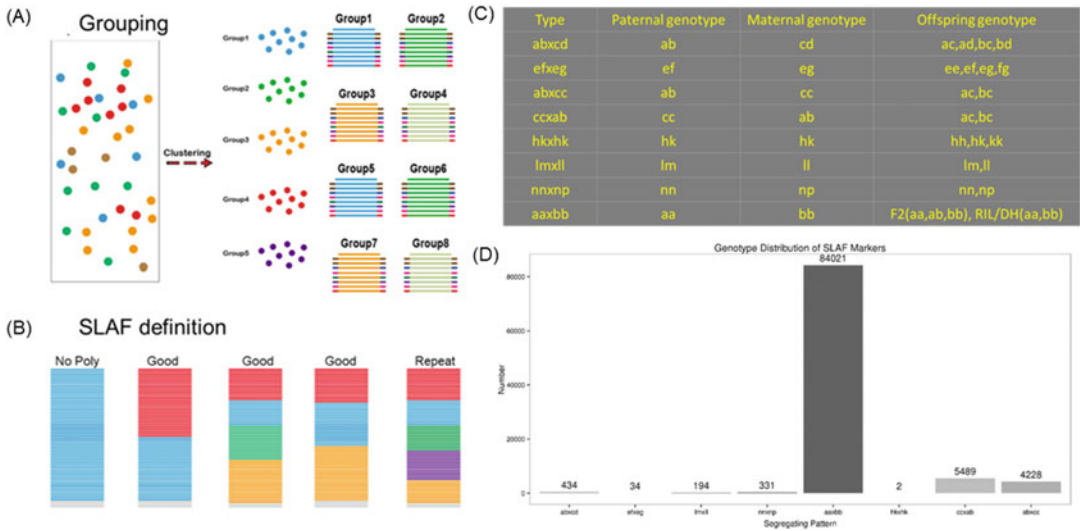 (A)
Grouping
Clustering
Group1
Group2
Group3
Group4
Group5
Group1 Group2
Group3 Group4
Group5 Group6
Group7 Group8
(B) SLAF definition
No Poly Good Good Good Repeat
(C)
Type Paternal genotype Maternal genotype Offspring genotype
abxcd ab cd ac,ad,bc,bd
efxeg ef eg ee,ef,eg,fg
abxcc ab cc ac,bc
ccxab cc ab ac,bc
hkxhk hk hk hh,hk,kk
lmxll lm ll lm,ll
nnxnp nn np nn,np
aaxbb aa bb F2(aa,ab,bb), RIL/DH(aa,bb)
(D)
Genotype Distribution of SLAF Markers
84021
80000
60000
40000
20000
0
Number
434 34 194 331 2 5489 4228
abxcd efxeg lmxll nnxnp aaxbb hkxhk ccxab abxcc
Segregating Pattern